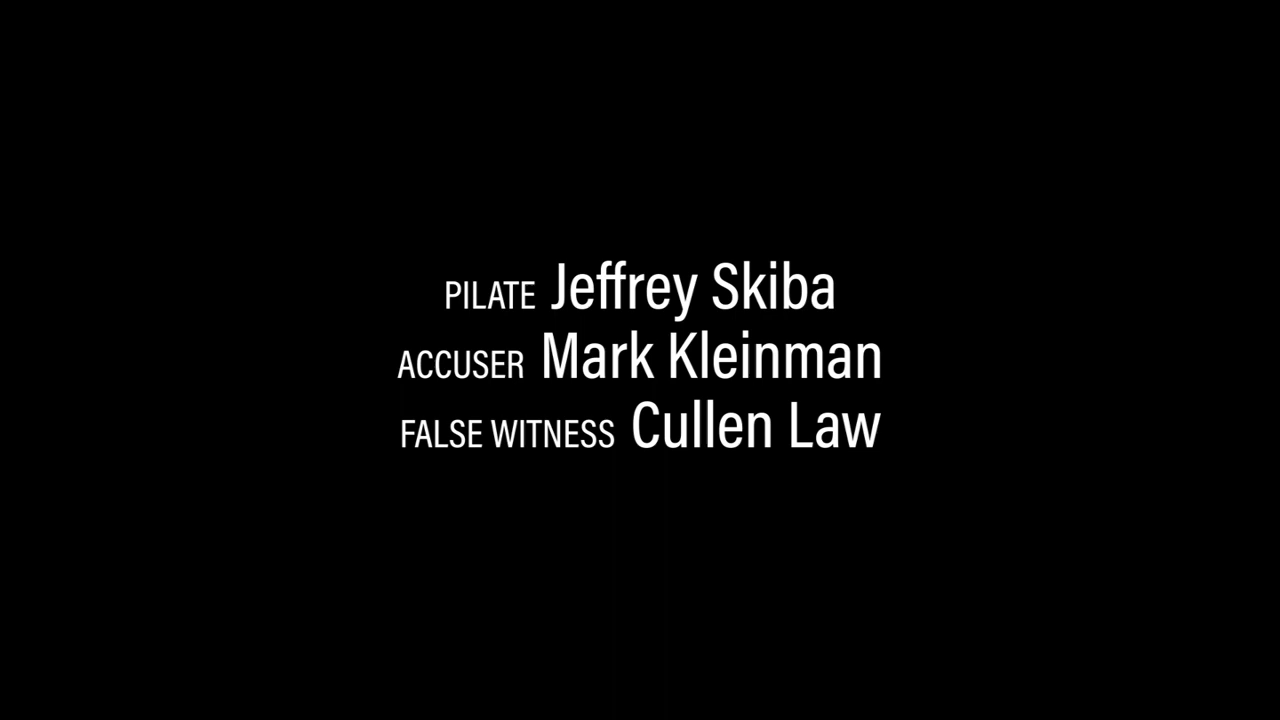 PILATE Jeffrey Skiba
ACCUSER Mark Kleinman
FALSE WITNESS Cullen Law